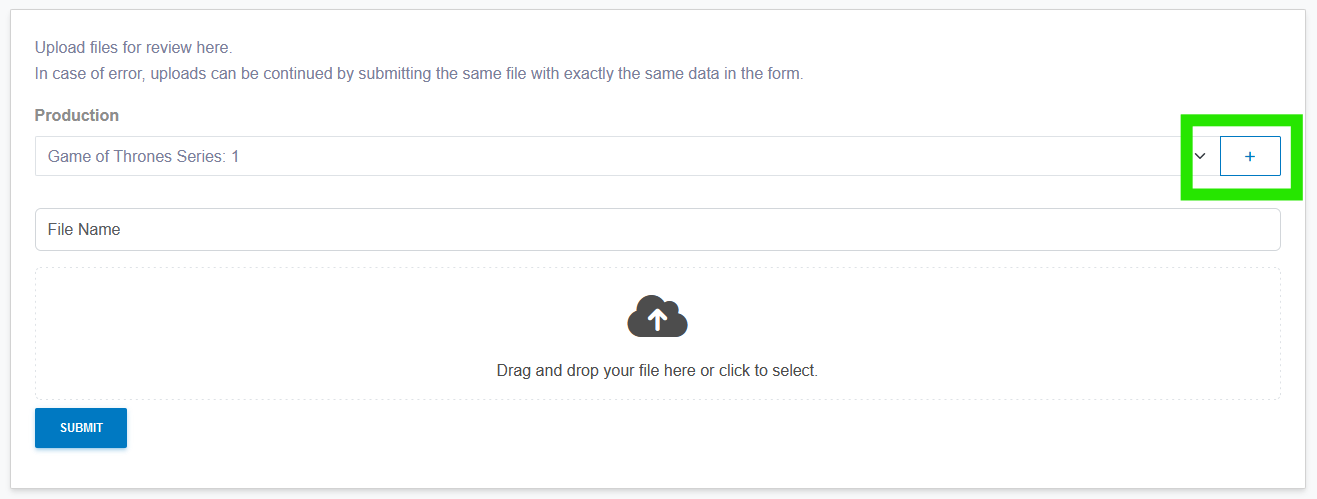 Upload files for review here.
In case of error, uploads can be continued by submitting the same file with exactly the same data in the form.
Production
Game of Thrones Series: 1
+
File Name
Drag and drop your file here or click to select.
SUBMIT